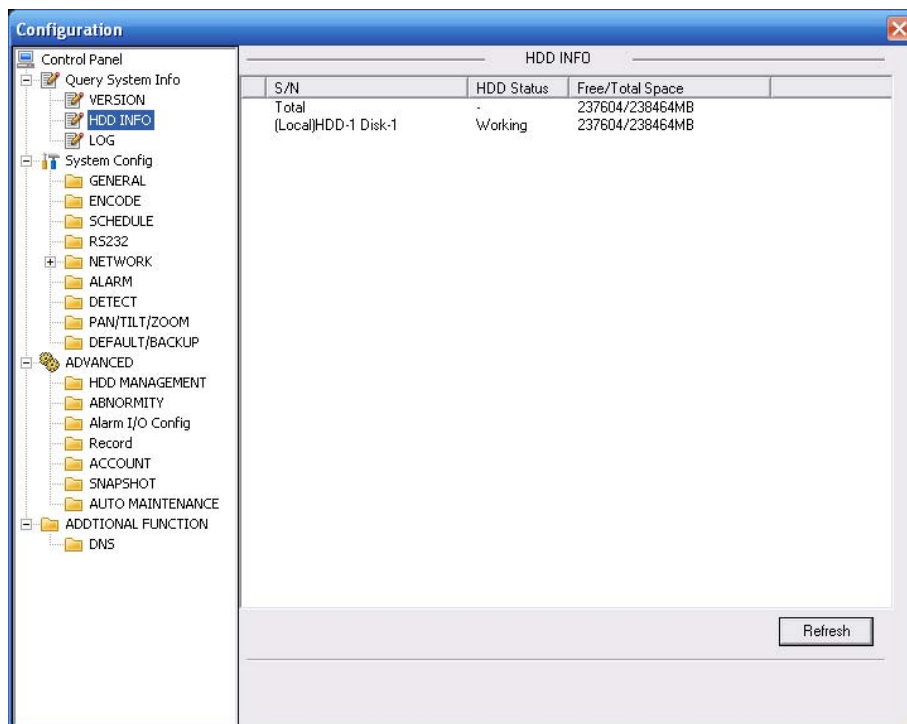 Configuration
Control Panel
Query System Info
VERSION
HDD INFO
LOG
System Config
GENERAL
ENCODE
SCHEDULE
RS232
NETWORK
ALARM
DETECT
PAN/TILT/ZOOM
DEFAULT/BACKUP
ADVANCED
HDD MANAGEMENT
ABNORMITY
Alarm I/O Config
Record
ACCOUNT
SNAPSHOT
AUTO MAINTENANCE
ADDTIONAL FUNCTION
DNS
HDD INFO
S/N HDD Status Free/Total Space
Total - 237604/238464MB
(Local)HDD-1 Disk-1 Working 237604/238464MB
Refresh